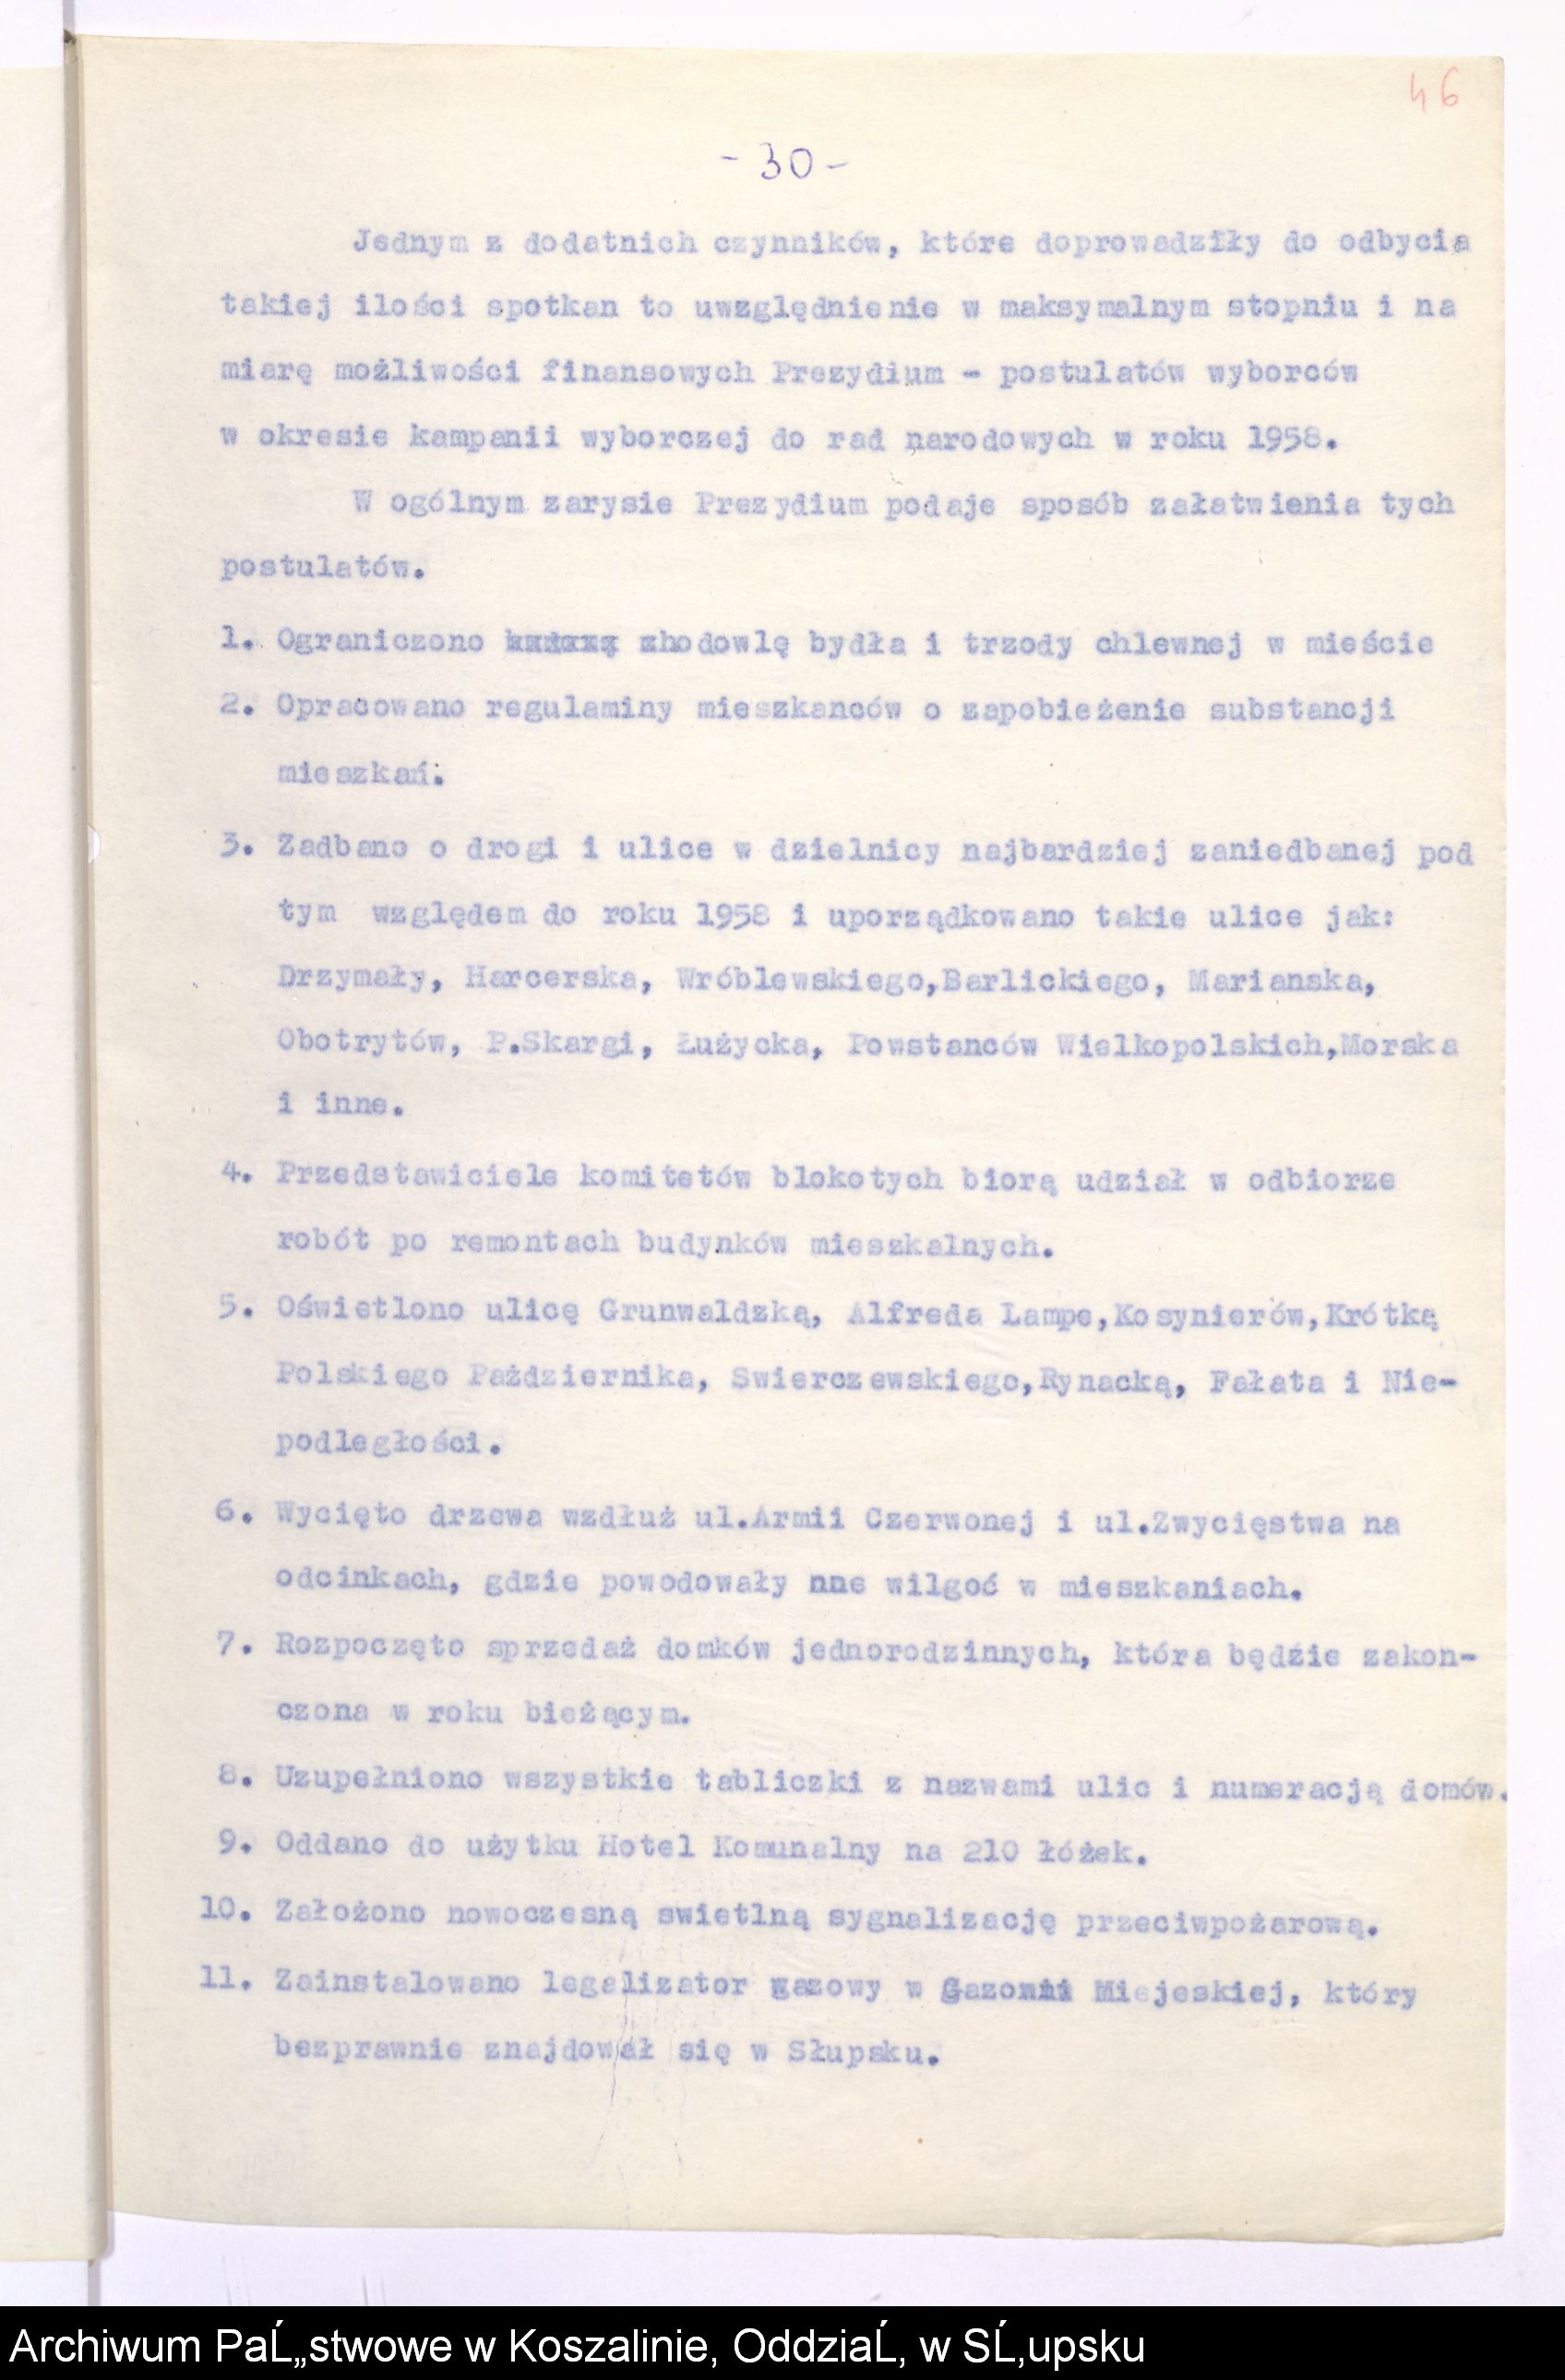 46
- 30 -
Jednym z dodatnich czynników, które doprowadziły do odbycia
takiej ilości spotkan to uwzględnienie w maksymalnym stopniu i na
miarę możliwości finansowych Prezydium - postulatów wyborców
w okresie kampanii wyborczej do rad narodowych w roku 1958.
W ogólnym zarysie Prezydium podaje sposób załatwienia tych
postulatów.
1. Ograniczono hodowlę bydła i trzody chlewnej w mieście
2. Opracowano regulaminy mieszkanców o zapobieżenie substancji
mieszkań.
3. Zadbano o drogi i ulice w dzielnicy najbardziej zaniedbanej pod
tym względem do roku 1958 i uporządkowano takie ulice jak:
Drzymały, Harcerska, Wróblewskiego,Barlickiego, Marianska,
Obotrytów, P.Skargi, Łużycka, Powstanców Wielkopolskich,Morska
i inne.
4. Przedstawiciele komitetów blokotych biorą udział w odbiorze
robót po remontach budynków mieszkalnych.
5. Oświetlono ulicę Grunwaldzką, Alfreda Lampe,Kosynierów,Krótką
Polskiego Października, Swierczewskiego,Rynacką, Fałata i Nie-
podległości.
6. Wycięto drzewa wzdłuż ul.Armii Czerwonej i ul.Zwycięstwa na
odcinkach, gdzie powodowały one wilgoć w mieszkaniach.
7. Rozpoczęto sprzedaż domków jednorodzinnych, która będzie zakon-
czona w roku bieżącym.
8. Uzupełniono wszystkie tabliczki z nazwami ulic i numeracją domów.
9. Oddano do użytku Hotel Komunalny na 210 łóżek.
10. Założono nowoczesną swietlną sygnalizację przeciwpożarową.
11. Zainstalowano legalizator gazowy w Gazowni Miejeskiej, który
bezprawnie znajdował się w Słupsku.
Archiwum PaĹ„stwowe w Koszalinie, OddziaĹ‚ w SĹ‚upsku